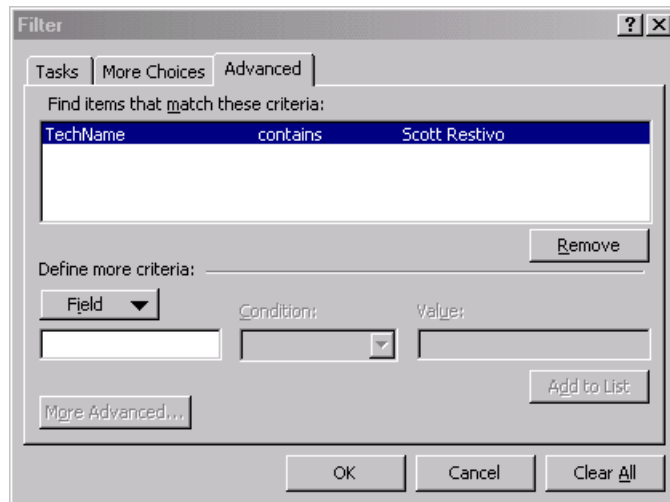 Filter
Tasks More Choices Advanced
Find items that match these criteria:
TechName contains Scott Restivo
Remove
Define more criteria:
Field
Condition: Value:
Add to List
More Advanced...
OK Cancel Clear All